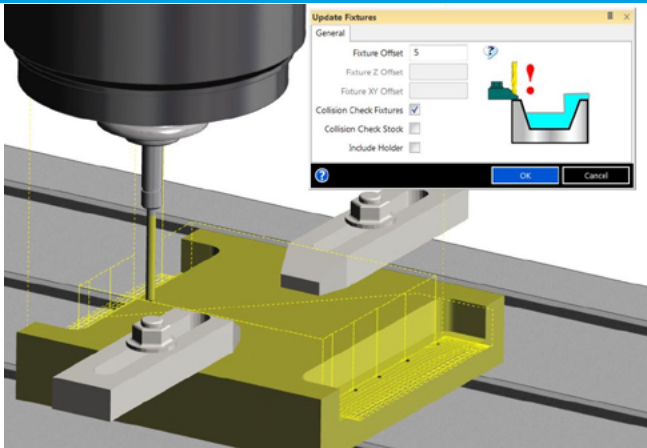 Update Fixtures
General
Fixture Offset 5
Fixture Z Offset
Fixture XY Offset
Collision Check Fixtures
Collision Check Stock
Include Holder
OK Cancel